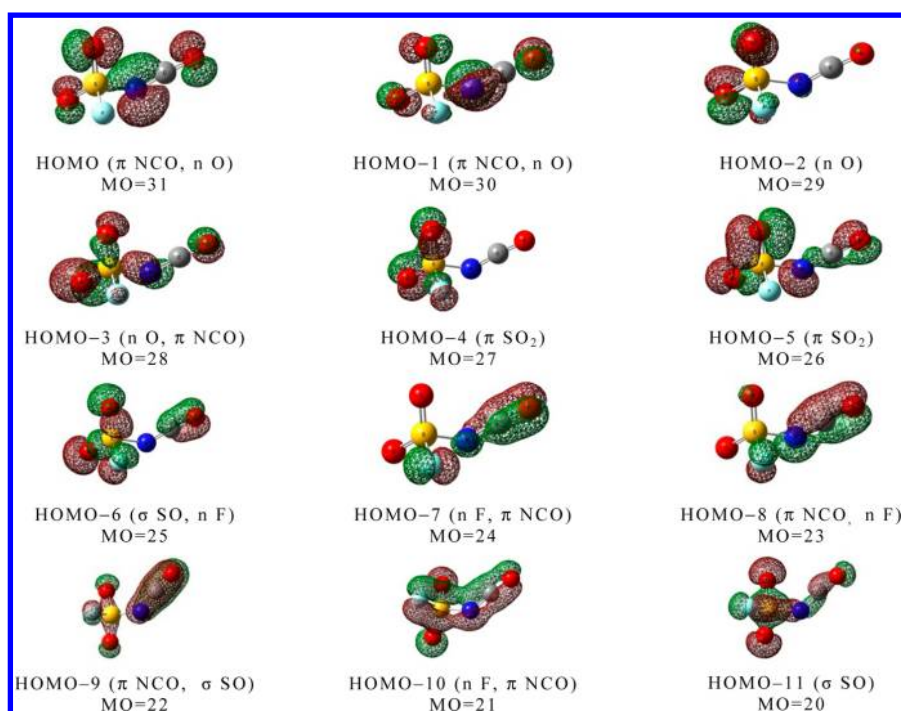 HOMO (π NCO, n O)
MO=31
HOMO−1 (π NCO, n O)
MO=30
HOMO−2 (n O)
MO=29
HOMO−3 (n O, π NCO)
MO=28
HOMO−4 (π SO₂)
MO=27
HOMO−5 (π SO₂)
MO=26
HOMO−6 (σ SO, n F)
MO=25
HOMO−7 (n F, π NCO)
MO=24
HOMO−8 (π NCO, n F)
MO=23
HOMO−9 (π NCO, σ SO)
MO=22
HOMO−10 (n F, π NCO)
MO=21
HOMO−11 (σ SO)
MO=20